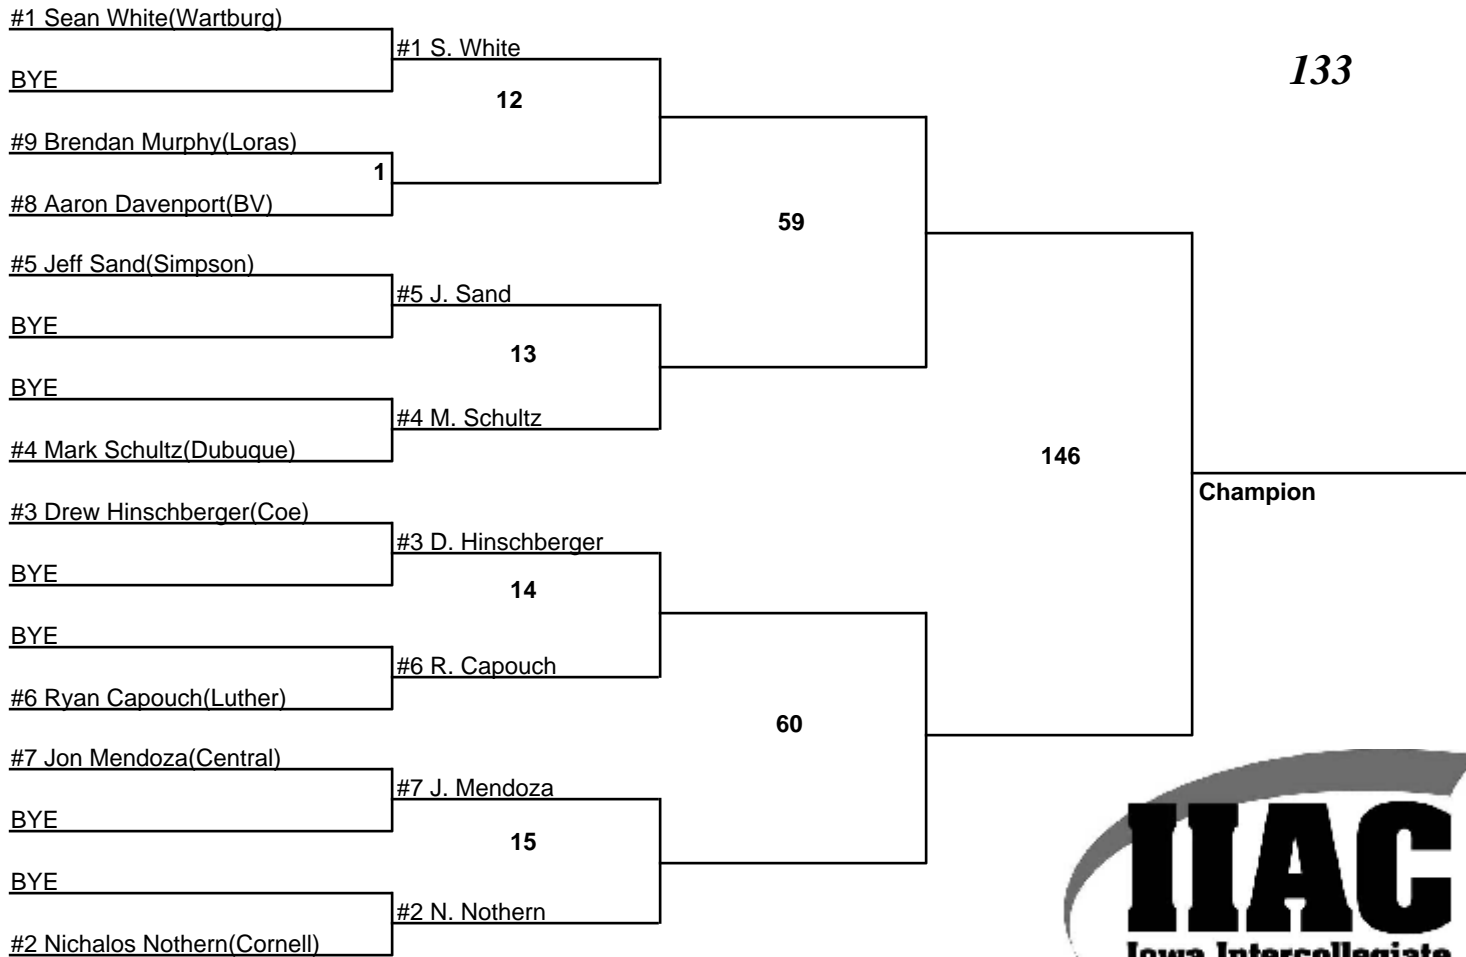 #1 Sean White(Wartburg)
#1 S. White
133
BYE
12
#9 Brendan Murphy(Loras)
1
#8 Aaron Davenport(BV)
59
#5 Jeff Sand(Simpson)
#5 J. Sand
BYE
13
BYE
#4 M. Schultz
#4 Mark Schultz(Dubuque)
146
Champion
#3 Drew Hinschberger(Coe)
#3 D. Hinschberger
BYE
14
BYE
#6 R. Capouch
#6 Ryan Capouch(Luther)
60
#7 Jon Mendoza(Central)
#7 J. Mendoza
BYE
15
BYE
#2 N. Nothern
#2 Nichalos Nothern(Cornell)
IIAC
Iowa Intercollegiate